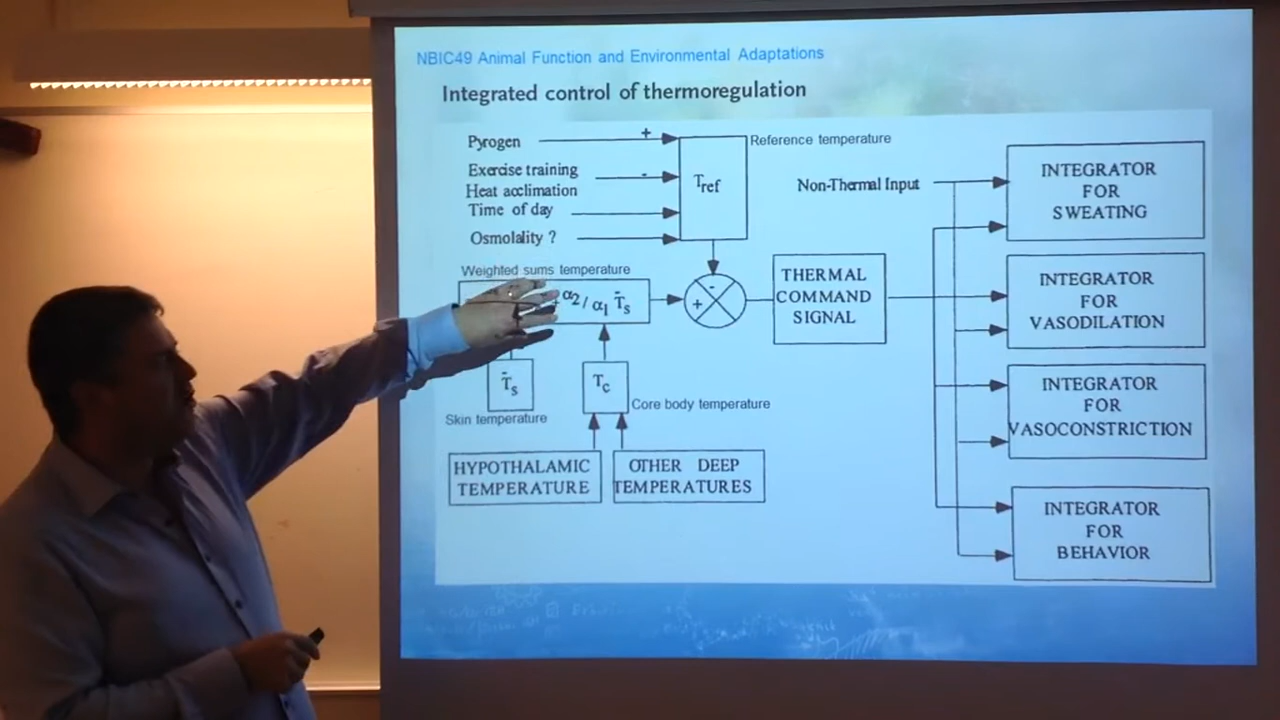 NBIC49 Animal Function and Environmental Adaptations
Integrated control of thermoregulation
Pyrogen
+
Reference temperature
Exercise training
-
Heat acclimation
Time of day
Osmolality ?
Tref
Non-Thermal Input
INTEGRATOR
FOR
SWEATING
Weighted sums temperature
α2/ α1 T̄s
-
+
THERMAL
COMMAND
SIGNAL
INTEGRATOR
FOR
VASODILATION
T̄s
Skin temperature
Tc
Core body temperature
INTEGRATOR
FOR
VASOCONSTRICTION
HYPOTHALAMIC
TEMPERATURE
OTHER DEEP
TEMPERATURES
INTEGRATOR
FOR
BEHAVIOR